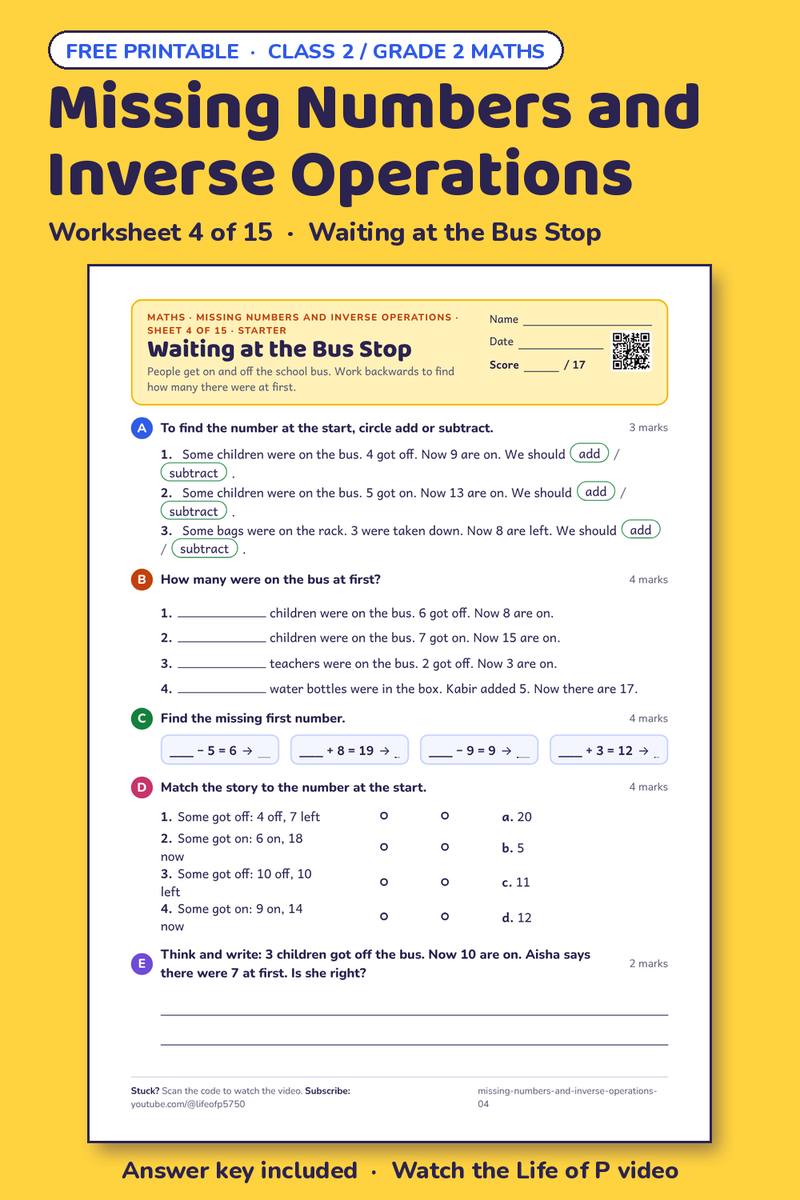 FREE PRINTABLE · CLASS 2 / GRADE 2 MATHS
Missing Numbers and
Inverse Operations
Worksheet 4 of 15 · Waiting at the Bus Stop
MATHS · MISSING NUMBERS AND INVERSE OPERATIONS ·
SHEET 4 OF 15 · STARTER
Waiting at the Bus Stop
People get on and off the school bus. Work backwards to find
how many there were at first.
Name ____
Date ____
Score ____ / 17
A To find the number at the start, circle add or subtract. 3 marks
1. Some children were on the bus. 4 got off. Now 9 are on. We should add /
subtract .
2. Some children were on the bus. 5 got on. Now 13 are on. We should add /
subtract .
3. Some bags were on the rack. 3 were taken down. Now 8 are left. We should add
/ subtract .
B How many were on the bus at first? 4 marks
1. ____ children were on the bus. 6 got off. Now 8 are on.
2. ____ children were on the bus. 7 got on. Now 15 are on.
3. ____ teachers were on the bus. 2 got off. Now 3 are on.
4. ____ water bottles were in the box. Kabir added 5. Now there are 17.
C Find the missing first number. 4 marks
___ − 5 = 6 → __ ___ + 8 = 19 → _ ___ − 9 = 9 → __ ___ + 3 = 12 → _
D Match the story to the number at the start. 4 marks
1. Some got off: 4 off, 7 left a. 20
2. Some got on: 6 on, 18
now b. 5
3. Some got off: 10 off, 10
left c. 11
4. Some got on: 9 on, 14
now d. 12
E Think and write: 3 children got off the bus. Now 10 are on. Aisha says
there were 7 at first. Is she right? 2 marks
Stuck? Scan the code to watch the video. Subscribe:
youtube.com/@lifeofp5750
missing-numbers-and-inverse-operations-
04
Answer key included · Watch the Life of P video